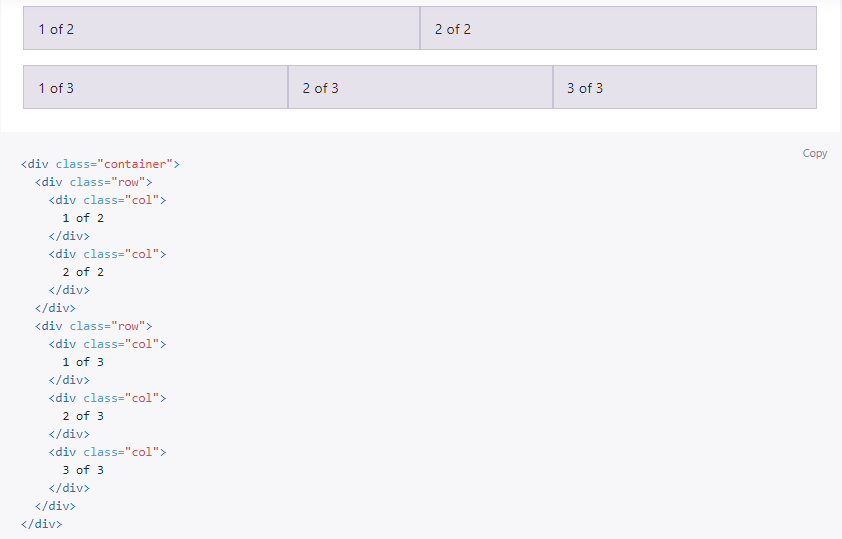 1 of 2 2 of 2
1 of 3 2 of 3 3 of 3
Copy
<div class="container">
  <div class="row">
    <div class="col">
      1 of 2
    </div>
    <div class="col">
      2 of 2
    </div>
  </div>
  <div class="row">
    <div class="col">
      1 of 3
    </div>
    <div class="col">
      2 of 3
    </div>
    <div class="col">
      3 of 3
    </div>
  </div>
</div>